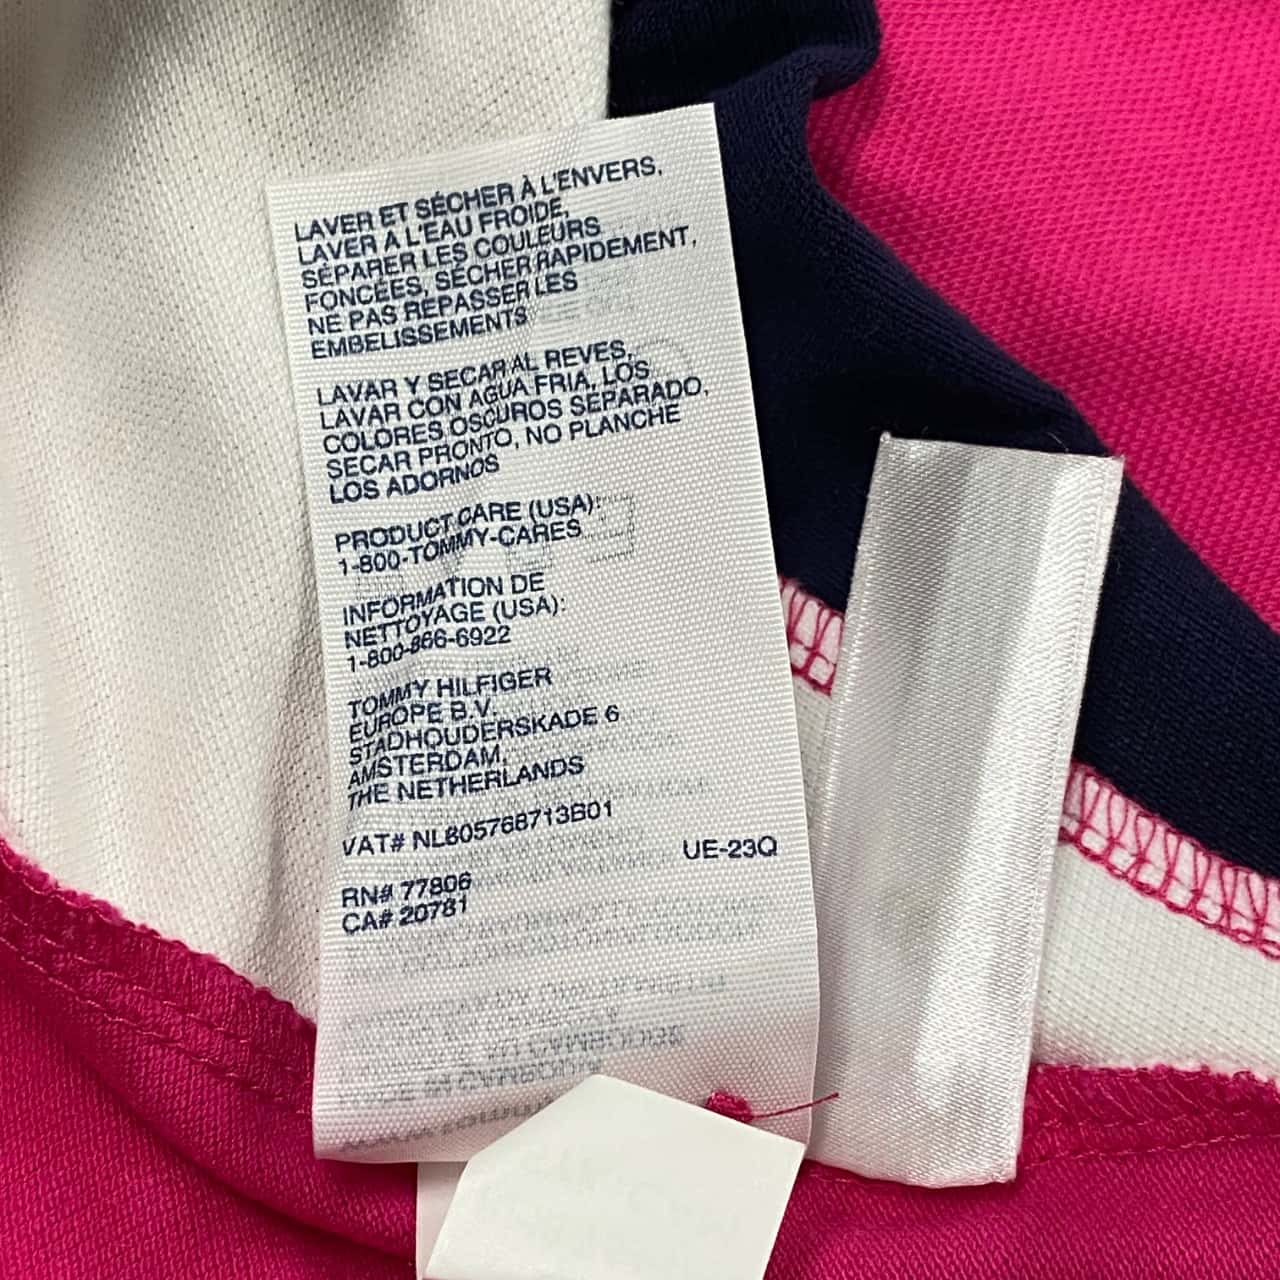 LAVER ET SÉCHER À L'ENVERS,
LAVER À L'EAU FROIDE,
SÉPARER LES COULEURS
FONCÉES, SÉCHER RAPIDEMENT,
NE PAS REPASSER LES
EMBELISSEMENTS
LAVAR Y SECAR AL REVES,
LAVAR CON AGUA FRIA, LOS
COLORES OSCUROS SEPARADO,
SECAR PRONTO, NO PLANCHE
LOS ADORNOS
PRODUCT CARE (USA):
1-800-TOMMY-CARES
INFORMATION DE
NETTOYAGE (USA):
1-800-866-6922
TOMMY HILFIGER
EUROPE B.V.
STADHOUDERSKADE 6
AMSTERDAM,
THE NETHERLANDS
VAT# NL805768713B01
UE-23Q
RN# 77806
CA# 20781